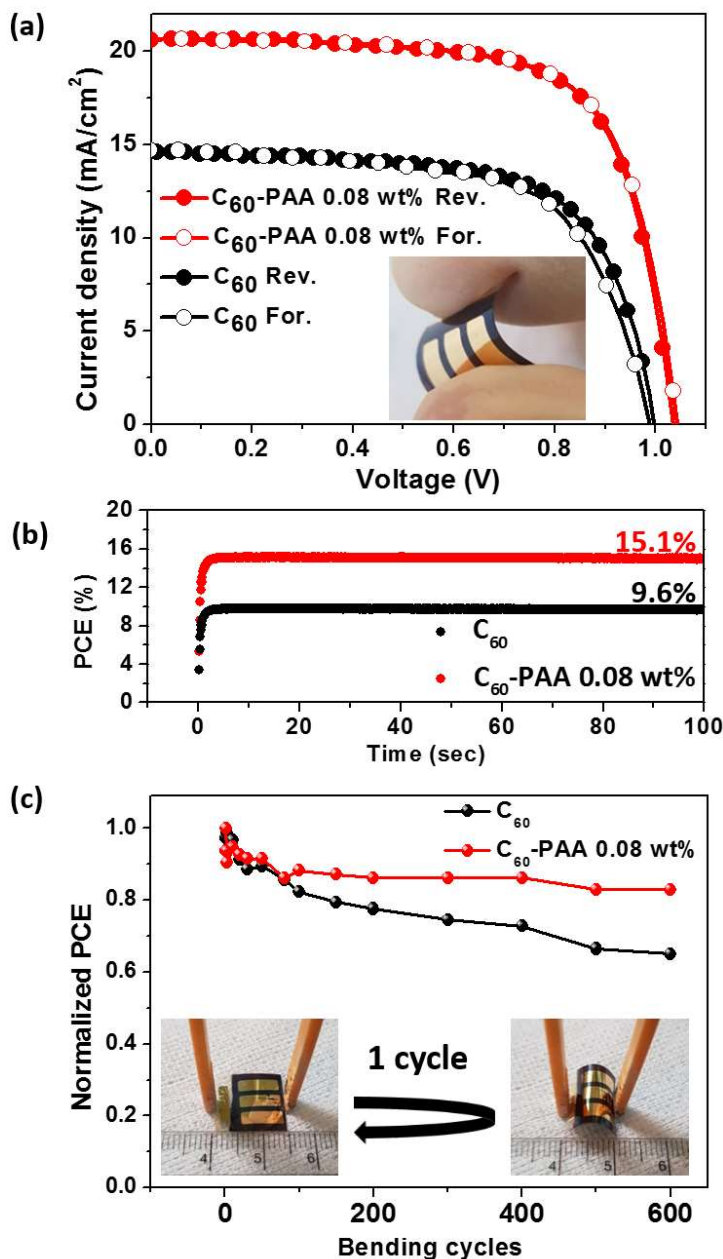 (a)
Current density (mA/cm²)
20
15
10
5
0
C₆₀-PAA 0.08 wt% Rev.
C₆₀-PAA 0.08 wt% For.
C₆₀ Rev.
C₆₀ For.
0.0 0.2 0.4 0.6 0.8 1.0
Voltage (V)
(b)
PCE (%)
20
16
12
8
4
0
15.1%
9.6%
C₆₀
C₆₀-PAA 0.08 wt%
0 20 40 60 80 100
Time (sec)
(c)
Normalized PCE
1.0
0.8
0.6
0.4
0.2
0.0
C₆₀
C₆₀-PAA 0.08 wt%
1 cycle
4 5 6
4 5 6
0 200 400 600
Bending cycles